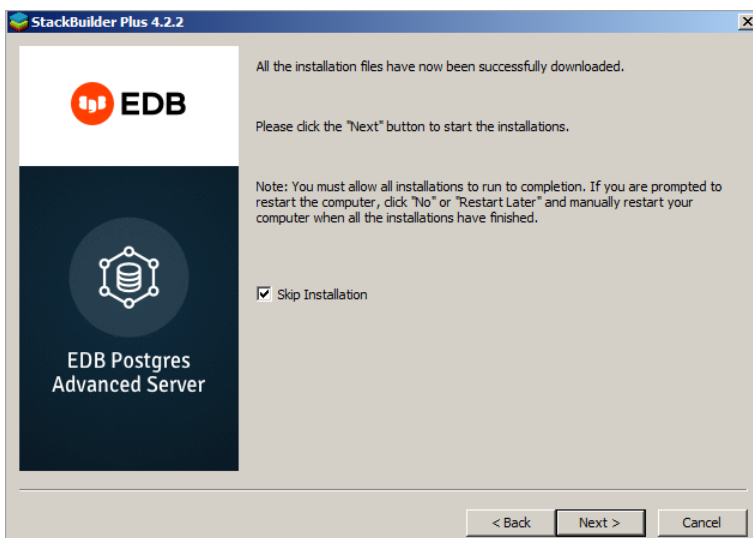 StackBuilder Plus 4.2.2
EDB
All the installation files have now been successfully downloaded.
Please click the "Next" button to start the installations.
Note: You must allow all installations to run to completion. If you are prompted to
restart the computer, click "No" or "Restart Later" and manually restart your
computer when all the installations have finished.
Skip Installation
EDB Postgres
Advanced Server
< Back
Next >
Cancel